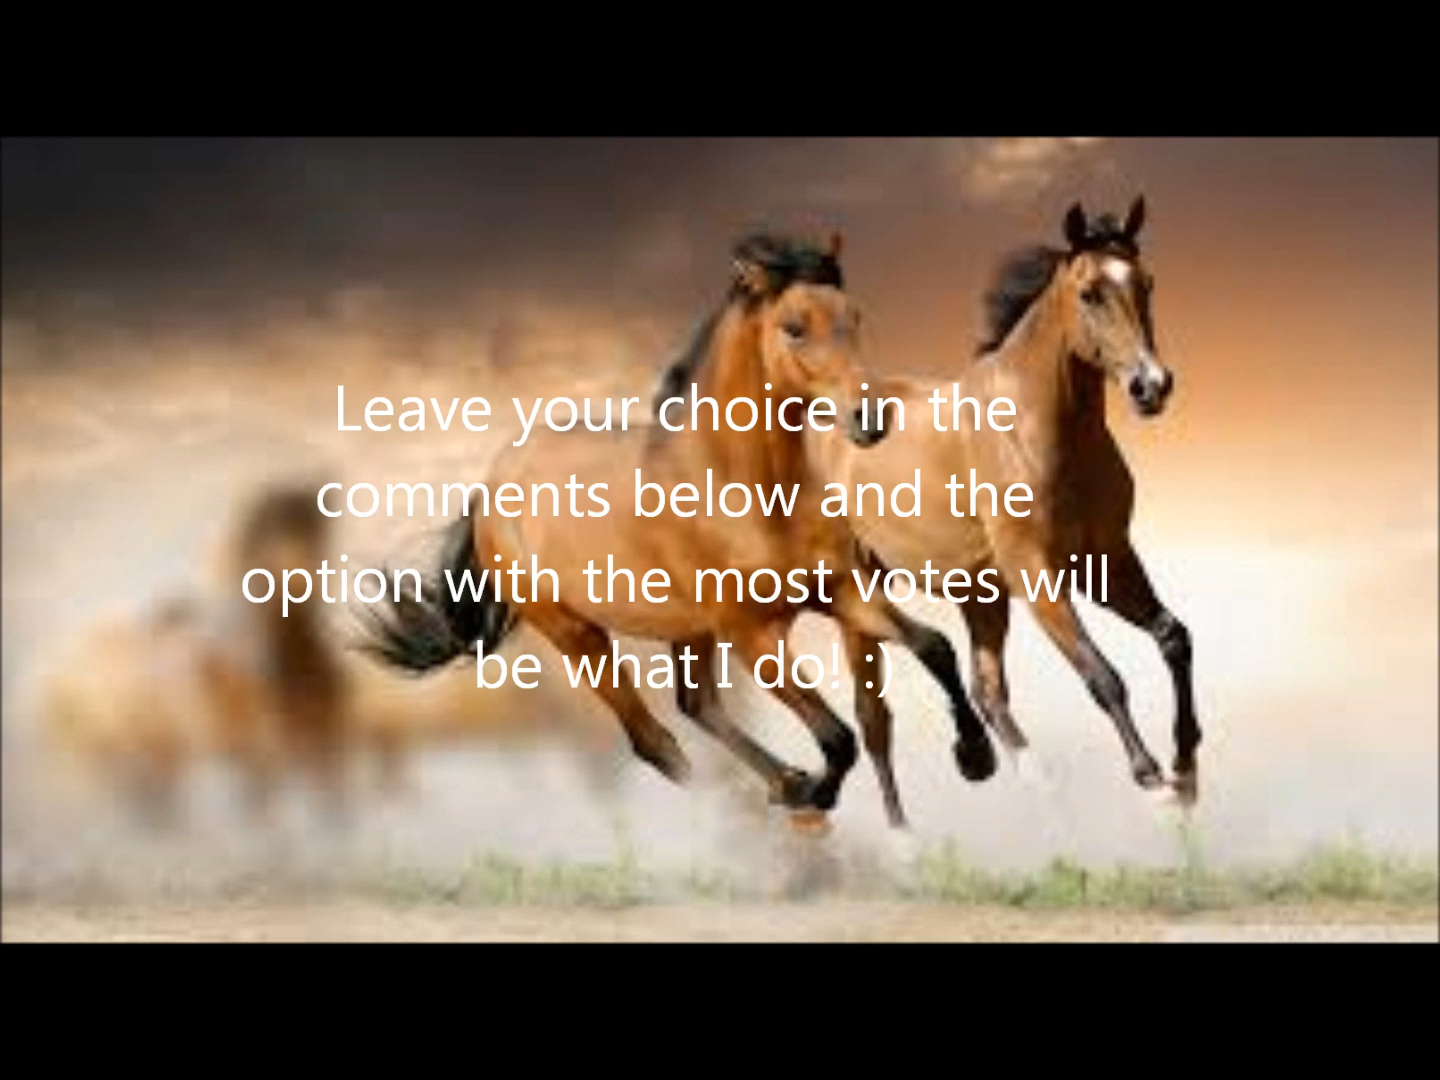 Leave your choice in the
comments below and the
option with the most votes will
be what I do! :)